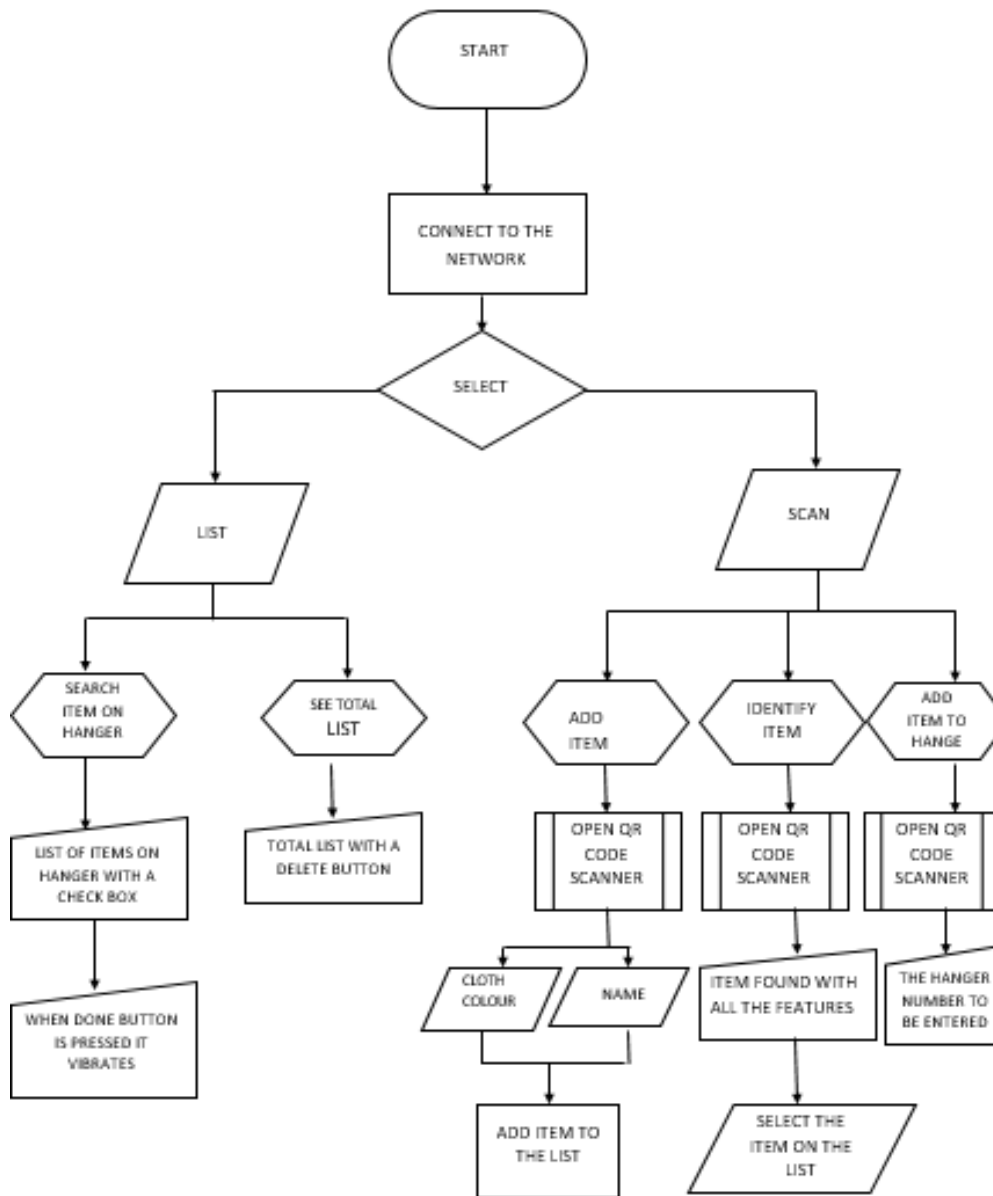 START
CONNECT TO THE
NETWORK
SELECT
LIST
SCAN
SEARCH
ITEM ON
HANGER
SEE TOTAL
LIST
ADD
ITEM
IDENTIFY
ITEM
ADD
ITEM TO
HANGE
LIST OF ITEMS ON
HANGER WITH A
CHECK BOX
TOTAL LIST WITH A
DELETE BUTTON
OPEN QR
CODE
SCANNER
OPEN QR
CODE
SCANNER
OPEN QR
CODE
SCANNER
WHEN DONE BUTTON
IS PRESSED IT
VIBRATES
CLOTH
COLOUR
NAME
ITEM FOUND WITH
ALL THE FEATURES
THE HANGER
NUMBER TO
BE ENTERED
ADD ITEM TO
THE LIST
SELECT THE
ITEM ON THE
LIST